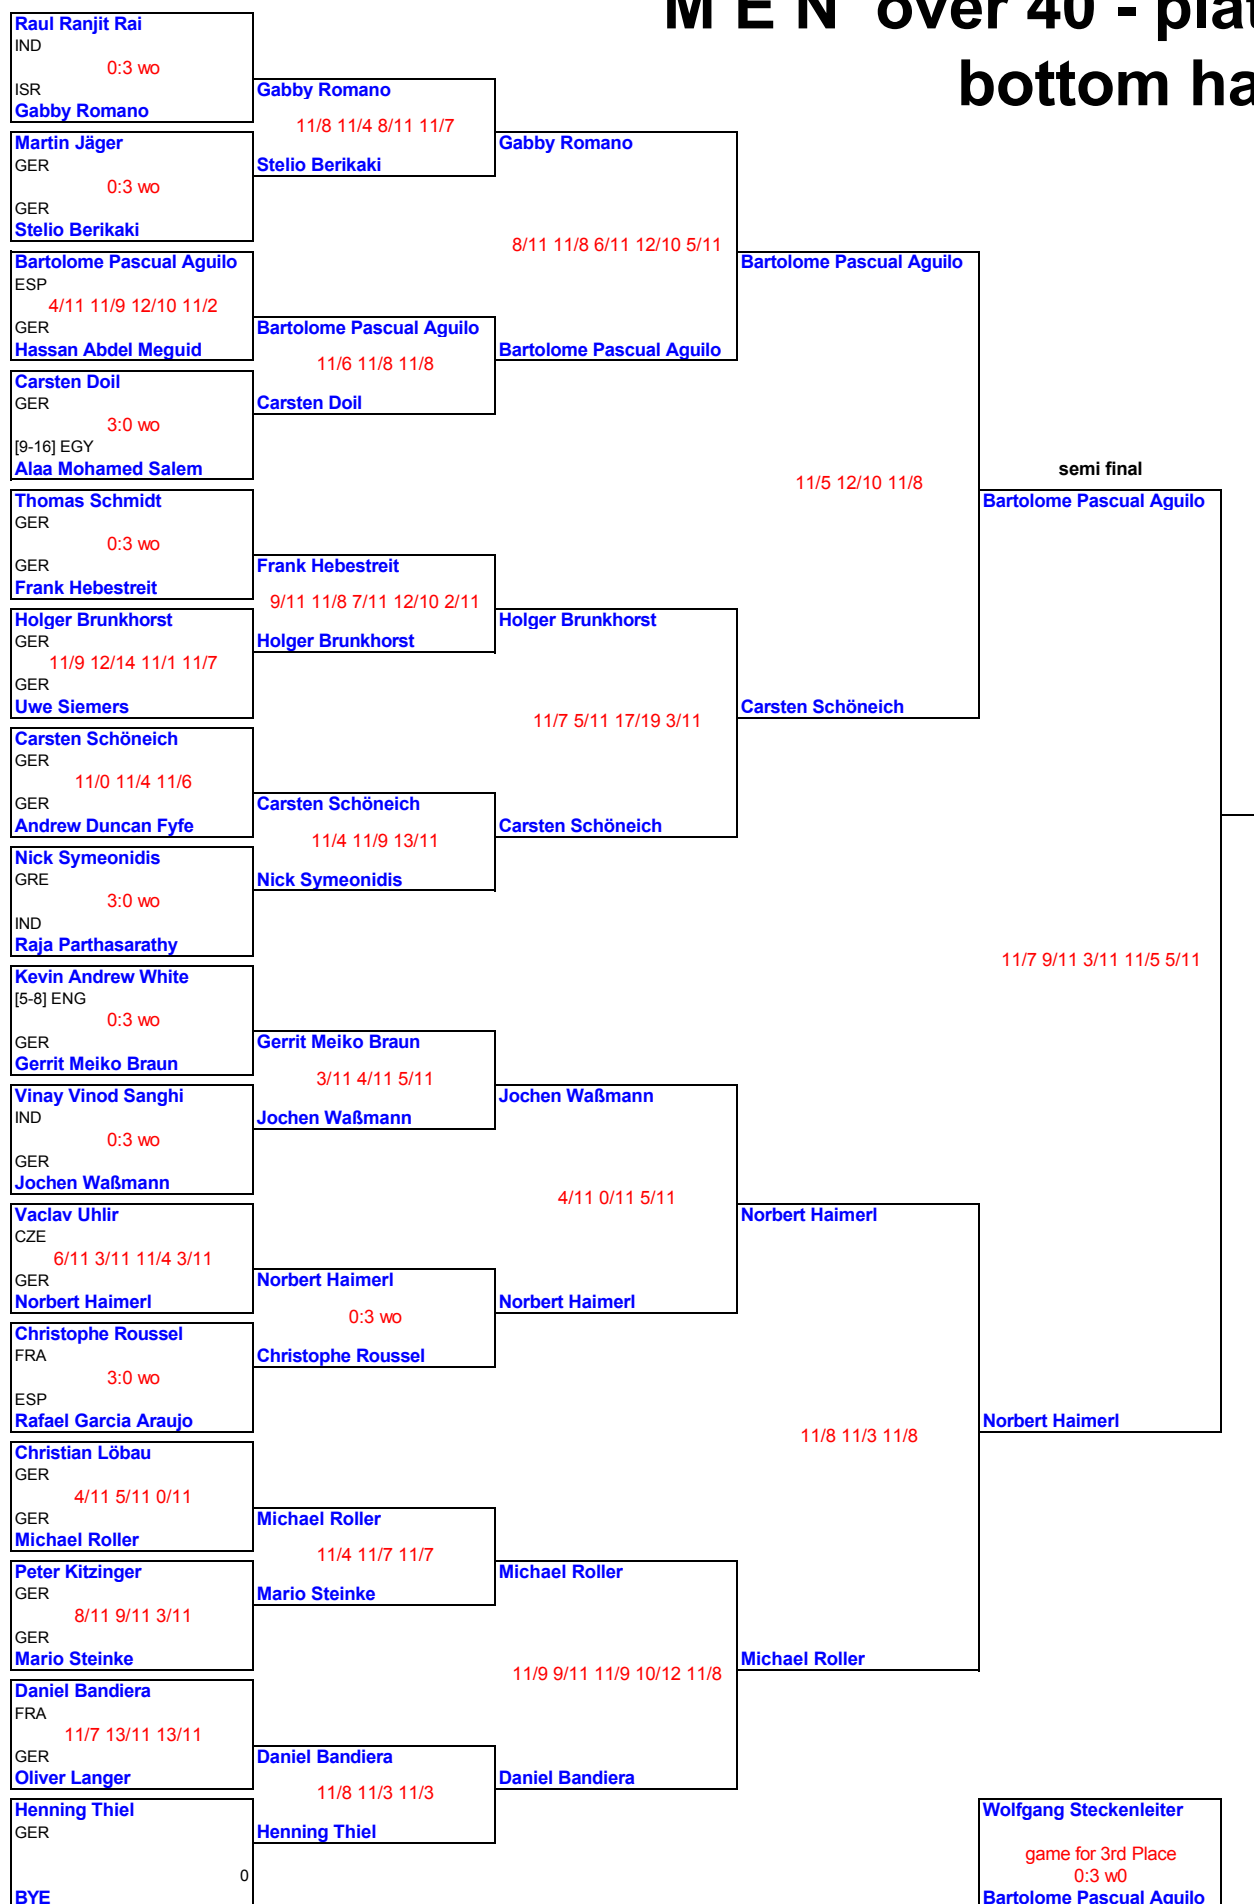 M E N over 40 - plat
bottom ha
Raul Ranjit Rai
IND
0:3 wo
ISR
Gabby Romano
Martin Jäger
GER
0:3 wo
GER
Stelio Berikaki
Bartolome Pascual Aguilo
ESP
4/11 11/9 12/10 11/2
GER
Hassan Abdel Meguid
Carsten Doil
GER
3:0 wo
[9-16] EGY
Alaa Mohamed Salem
Thomas Schmidt
GER
0:3 wo
GER
Frank Hebestreit
Holger Brunkhorst
GER
11/9 12/14 11/1 11/7
GER
Uwe Siemers
Carsten Schöneich
GER
11/0 11/4 11/6
GER
Andrew Duncan Fyfe
Nick Symeonidis
GRE
3:0 wo
IND
Raja Parthasarathy
Kevin Andrew White
[5-8] ENG
0:3 wo
GER
Gerrit Meiko Braun
Vinay Vinod Sanghi
IND
0:3 wo
GER
Jochen Waßmann
Vaclav Uhlir
CZE
6/11 3/11 11/4 3/11
GER
Norbert Haimerl
Christophe Roussel
FRA
3:0 wo
ESP
Rafael Garcia Araujo
Christian Löbau
GER
4/11 5/11 0/11
GER
Michael Roller
Peter Kitzinger
GER
8/11 9/11 3/11
GER
Mario Steinke
Daniel Bandiera
FRA
11/7 13/11 13/11
GER
Oliver Langer
Henning Thiel
GER
0
BYE
Gabby Romano
11/8 11/4 8/11 11/7
Stelio Berikaki
Bartolome Pascual Aguilo
11/6 11/8 11/8
Carsten Doil
Frank Hebestreit
9/11 11/8 7/11 12/10 2/11
Holger Brunkhorst
Carsten Schöneich
11/4 11/9 13/11
Nick Symeonidis
Gerrit Meiko Braun
3/11 4/11 5/11
Jochen Waßmann
Norbert Haimerl
0:3 wo
Christophe Roussel
Michael Roller
11/4 11/7 11/7
Mario Steinke
Daniel Bandiera
11/8 11/3 11/3
Henning Thiel
Gabby Romano
8/11 11/8 6/11 12/10 5/11
Bartolome Pascual Aguilo
Holger Brunkhorst
11/7 5/11 17/19 3/11
Carsten Schöneich
Jochen Waßmann
4/11 0/11 5/11
Norbert Haimerl
Michael Roller
11/9 9/11 11/9 10/12 11/8
Daniel Bandiera
Bartolome Pascual Aguilo
11/5 12/10 11/8
Carsten Schöneich
Norbert Haimerl
11/8 11/3 11/8
Michael Roller
semi final
Bartolome Pascual Aguilo
11/7 9/11 3/11 11/5 5/11
Norbert Haimerl
Wolfgang Steckenleiter
game for 3rd Place
0:3 w0
Bartolome Pascual Aguilo